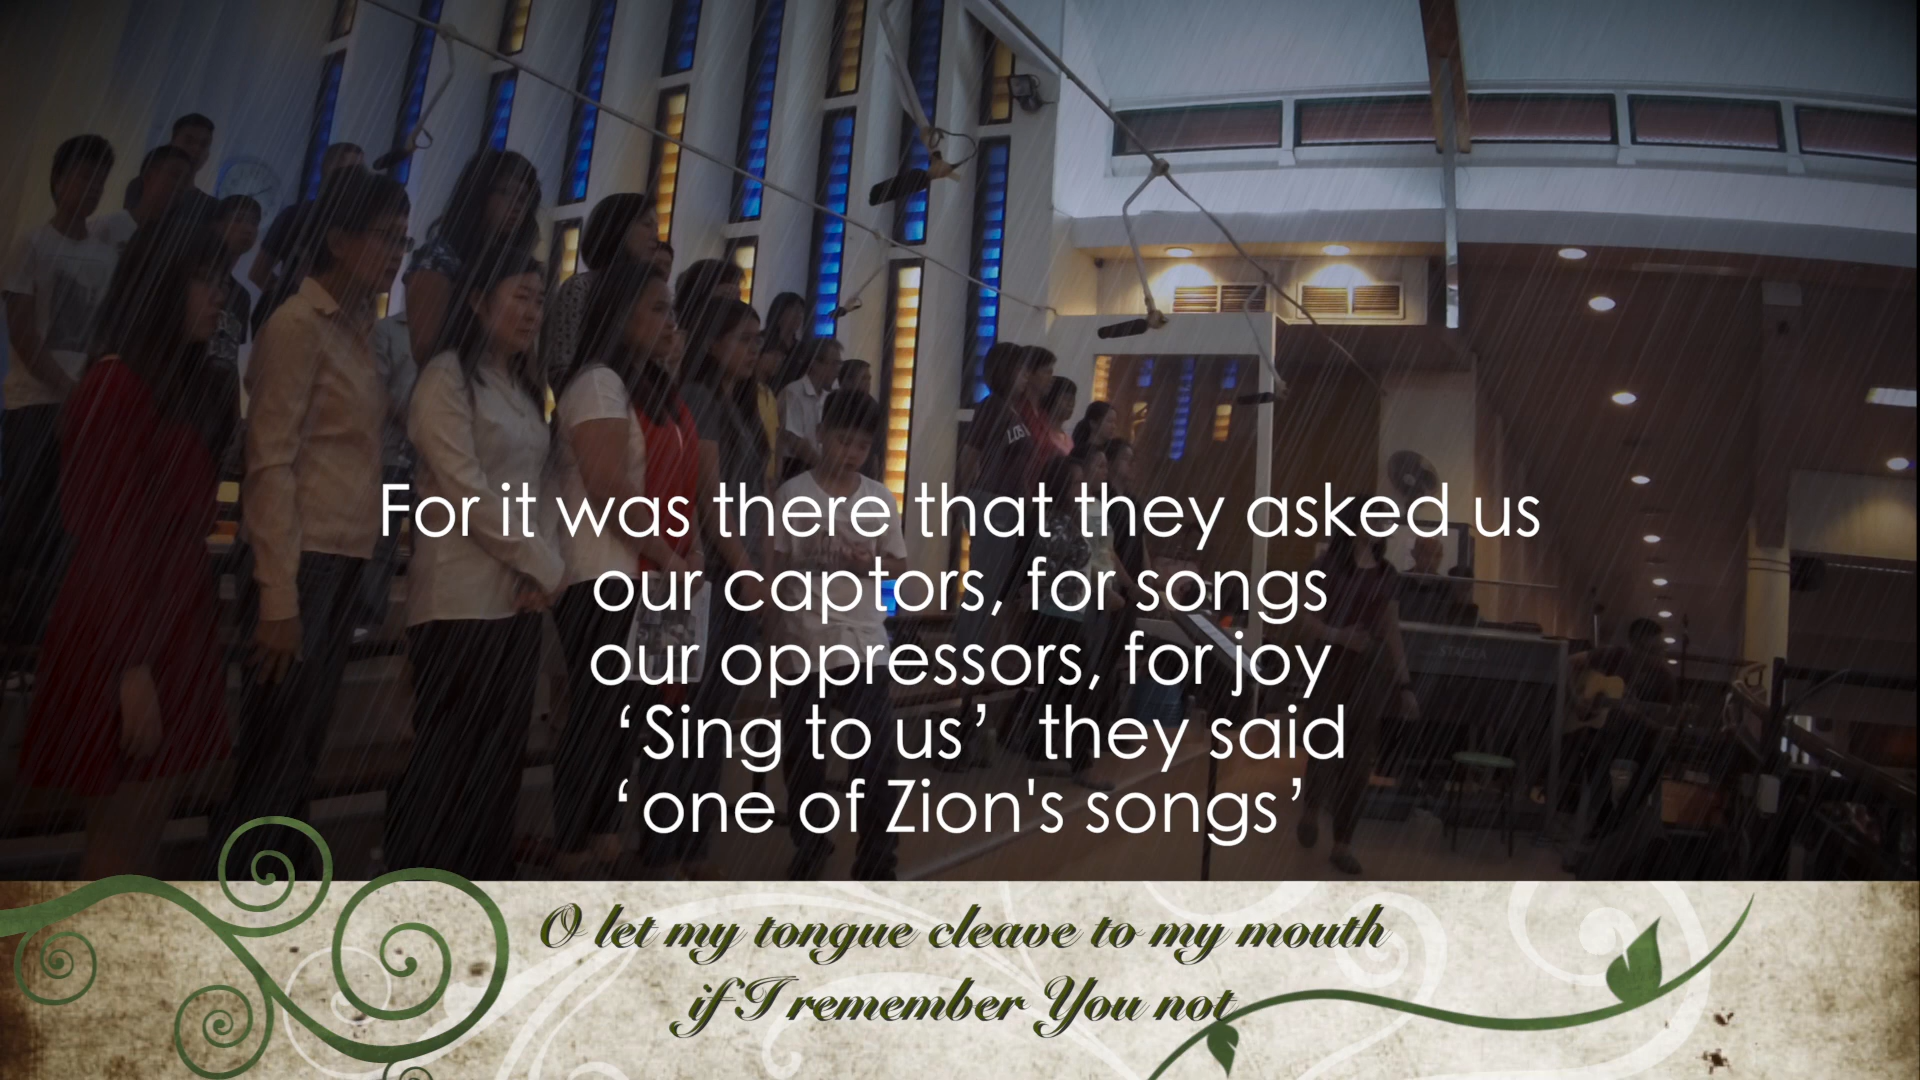 For it was there that they asked us
our captors, for songs
our oppressors, for joy
‘Sing to us’ they said
‘one of Zion's songs’
O let my tongue cleave to my mouth
if I remember You not
STAGEA